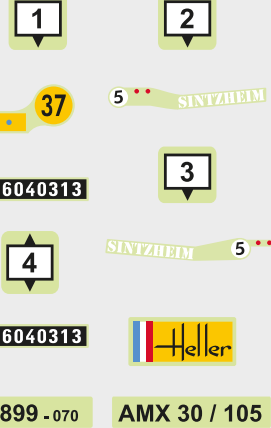 1
2
37
5 SINTZHEIM
3
6040313
SINTZHEIM 5
4
6040313
Heller
899 - 070
AMX 30 / 105